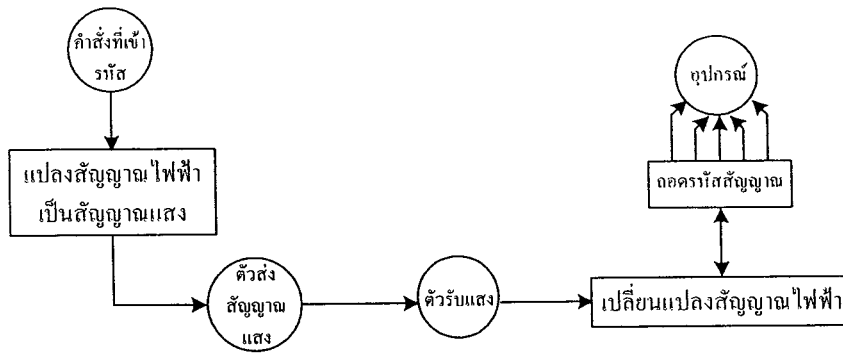 คำสั่งที่เข้า
รหัส
แปลงสัญญาณไฟฟ้า
เป็นสัญญาณแสง
ตัวส่ง
สัญญาณ
แสง
ตัวรับแสง
เปลี่ยนแปลงสัญญาณไฟฟ้า
ถอดรหัสสัญญาณ
อุปกรณ์